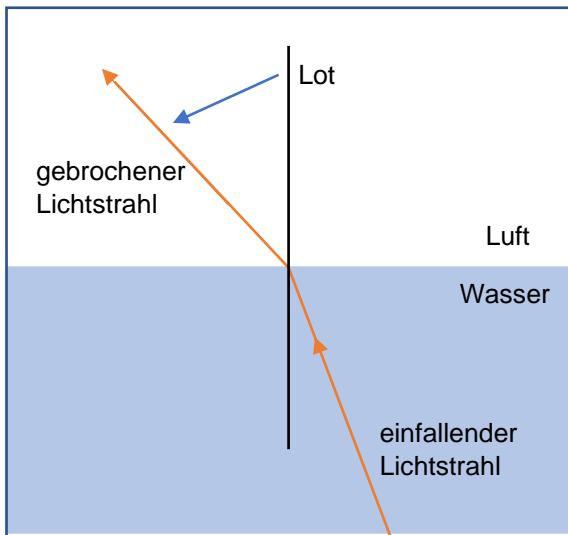 Lot
gebrochener
Lichtstrahl
Luft
Wasser
einfallender
Lichtstrahl